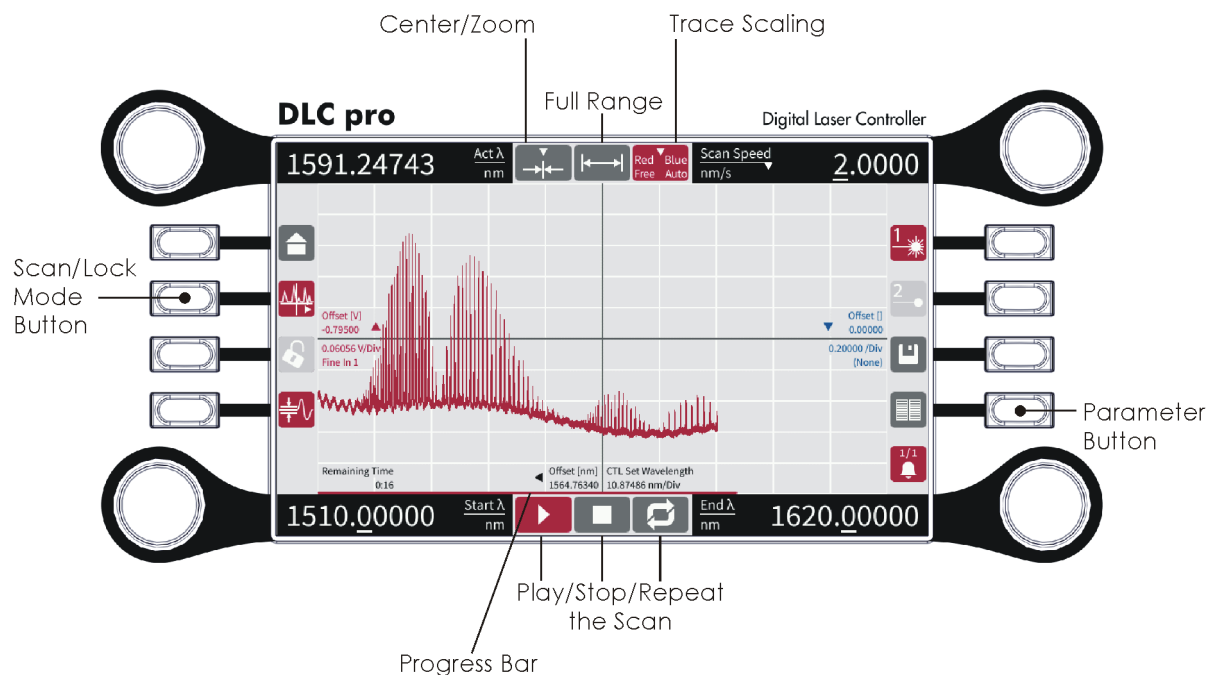 Center/Zoom
Trace Scaling
Full Range
DLC pro
Digital Laser Controller
1591.24743
Act λ
nm
Red Blue
Free Auto
Scan Speed
nm/s
2.0000
1
2
Scan/Lock
Mode
Button
Offset [V]
-0.79500
0.06056 V/Div
Fine In 1
Offset []
0.00000
0.20000 /Div
(None)
Parameter
Button
1/1
Remaining Time
0:16
Offset [nm]
1564.76340
CTL Set Wavelength
10.87486 nm/Div
1510.00000
Start λ
nm
End λ
nm
1620.00000
Play/Stop/Repeat
the Scan
Progress Bar